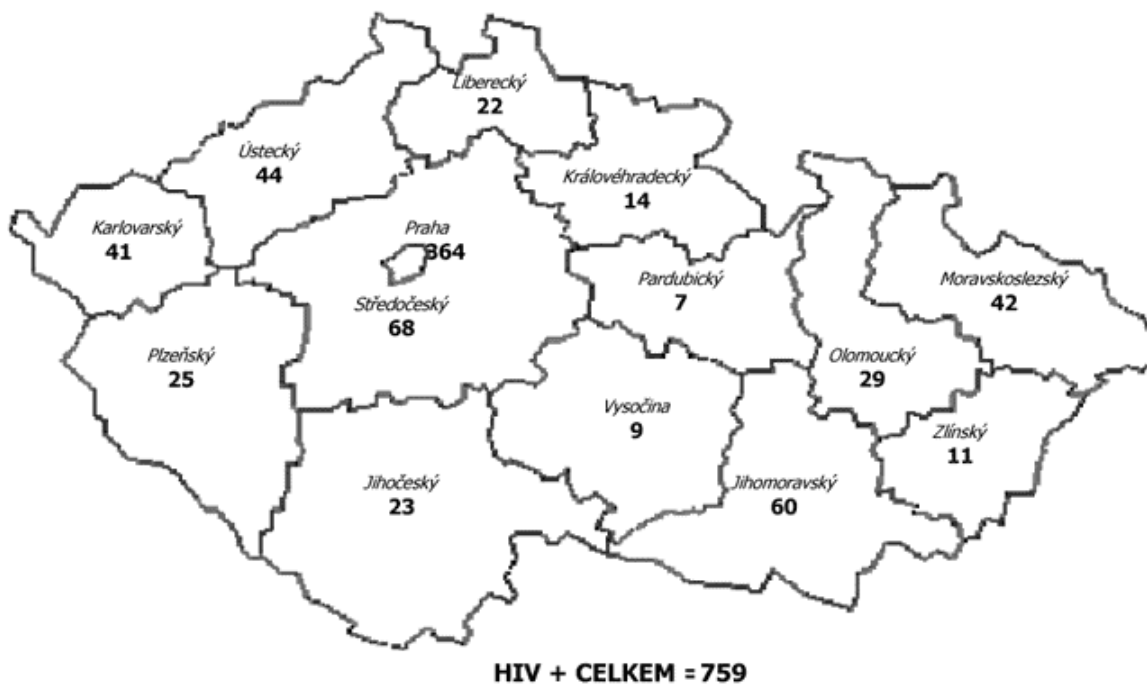 Liberecký
22
Ústecký
44
Královéhradecký
14
Karlovarský
41
Praha
364
Středočeský
68
Pardubický
7
Moravskoslezský
42
Plzeňský
25
Olomoucký
29
Vysočina
9
Zlínský
11
Jihočeský
23
Jihomoravský
60
HIV + CELKEM = 759